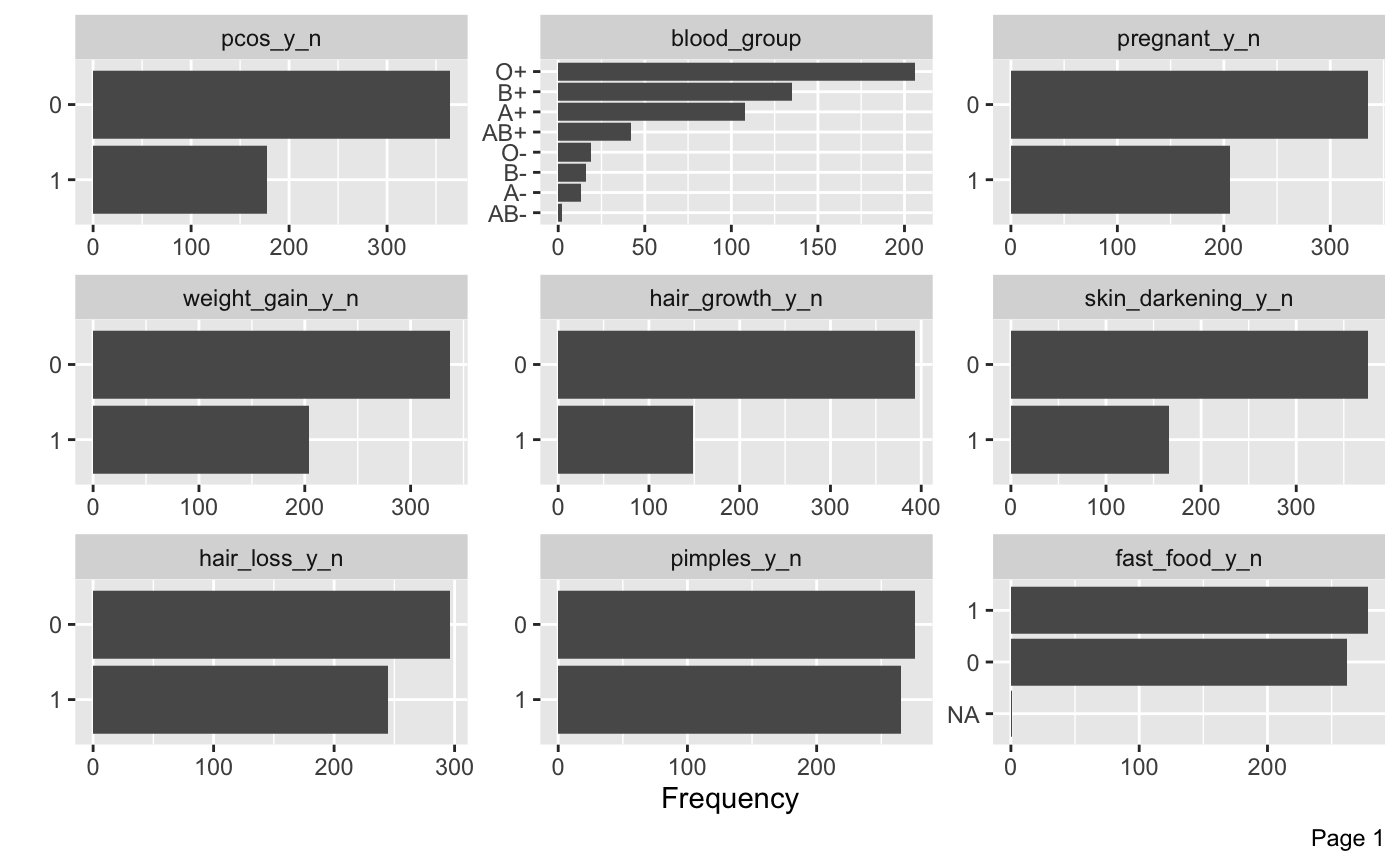 pcos_y_n
blood_group
pregnant_y_n
0
1
0 100 200 300
O+
B+
A+
AB+
O-
B-
A-
AB-
0 50 100 150 200
0
1
0 100 200 300
weight_gain_y_n
hair_growth_y_n
skin_darkening_y_n
0
1
0 100 200 300
0
1
0 100 200 300 400
0
1
0 100 200 300
hair_loss_y_n
pimples_y_n
fast_food_y_n
0
1
0 100 200 300
0
1
0 100 200
1
0
NA
0 100 200
Frequency
Page 1